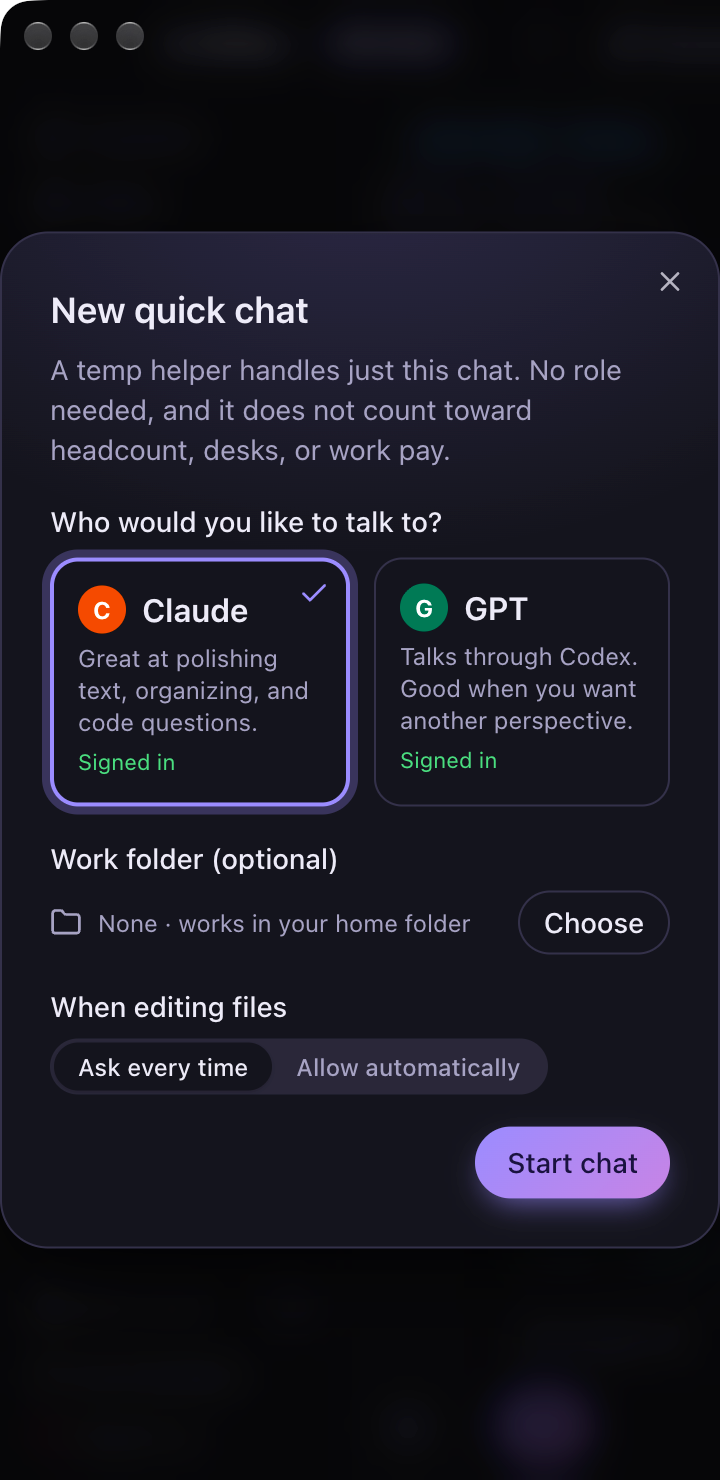 New quick chat
A temp helper handles just this chat. No role
needed, and it does not count toward
headcount, desks, or work pay.
Who would you like to talk to?
C Claude
Great at polishing
text, organizing, and
code questions.
Signed in
G GPT
Talks through Codex.
Good when you want
another perspective.
Signed in
Work folder (optional)
None · works in your home folder
Choose
When editing files
Ask every time
Allow automatically
Start chat